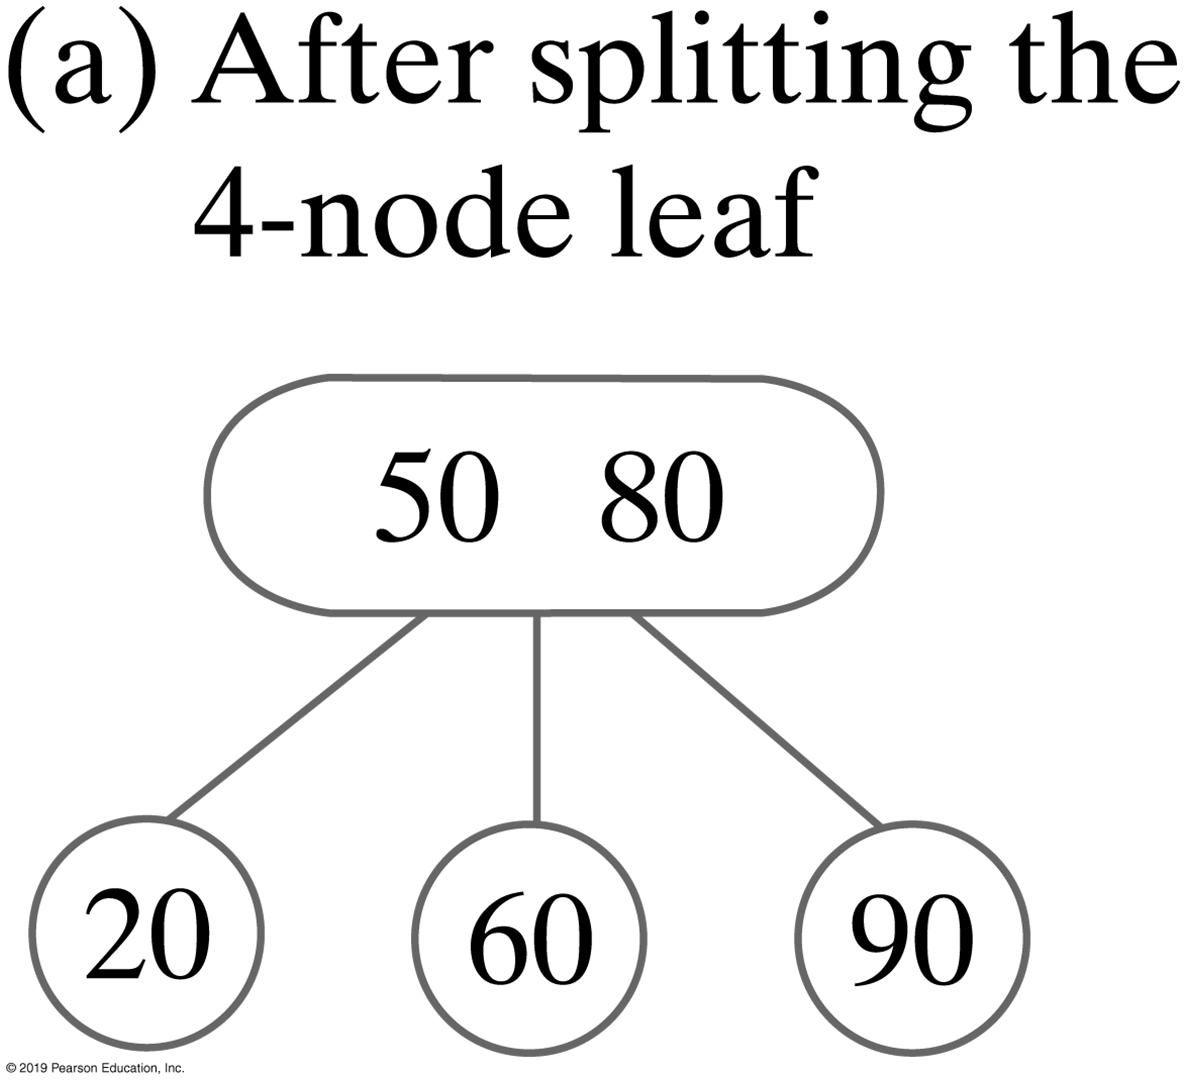 (a) After splitting the
4-node leaf
50 80
20 60 90
© 2019 Pearson Education, Inc.